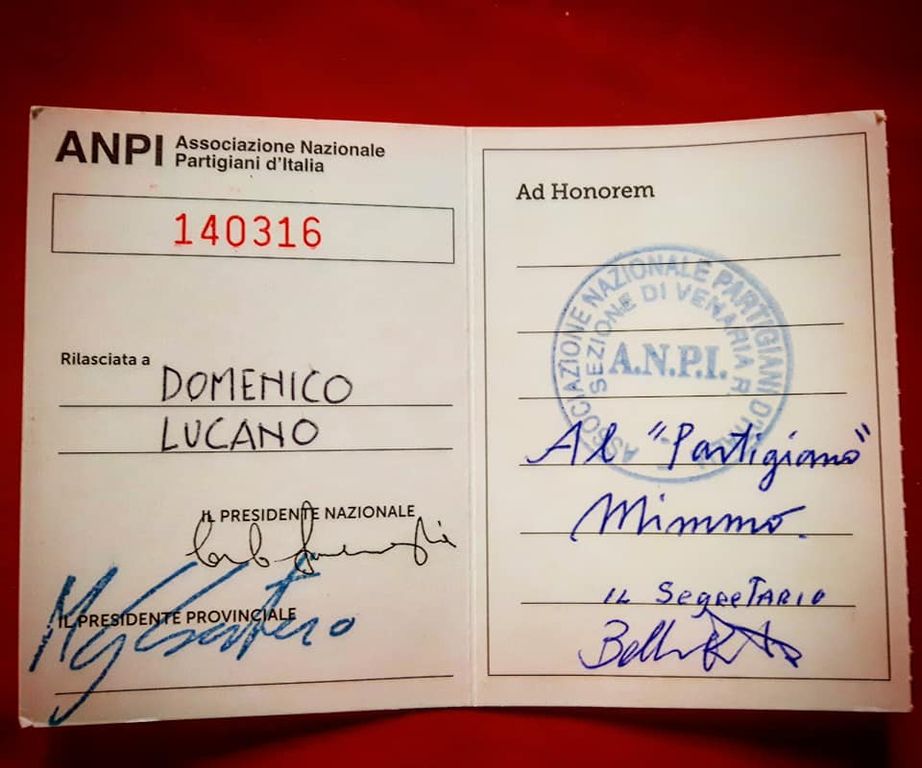 ANPI Associazione Nazionale
Partigiani d'Italia
140316
Rilasciata a
DOMENICO
LUCANO
IL PRESIDENTE NAZIONALE
IL PRESIDENTE PROVINCIALE
Ad Honorem
ASSOCIAZIONE NAZIONALE PARTIGIANI D'ITALIA
SEZIONE DI VENARIA R.
A.N.P.I.
Al "Partigiano"
Mimmo.
IL SEGRETARIO